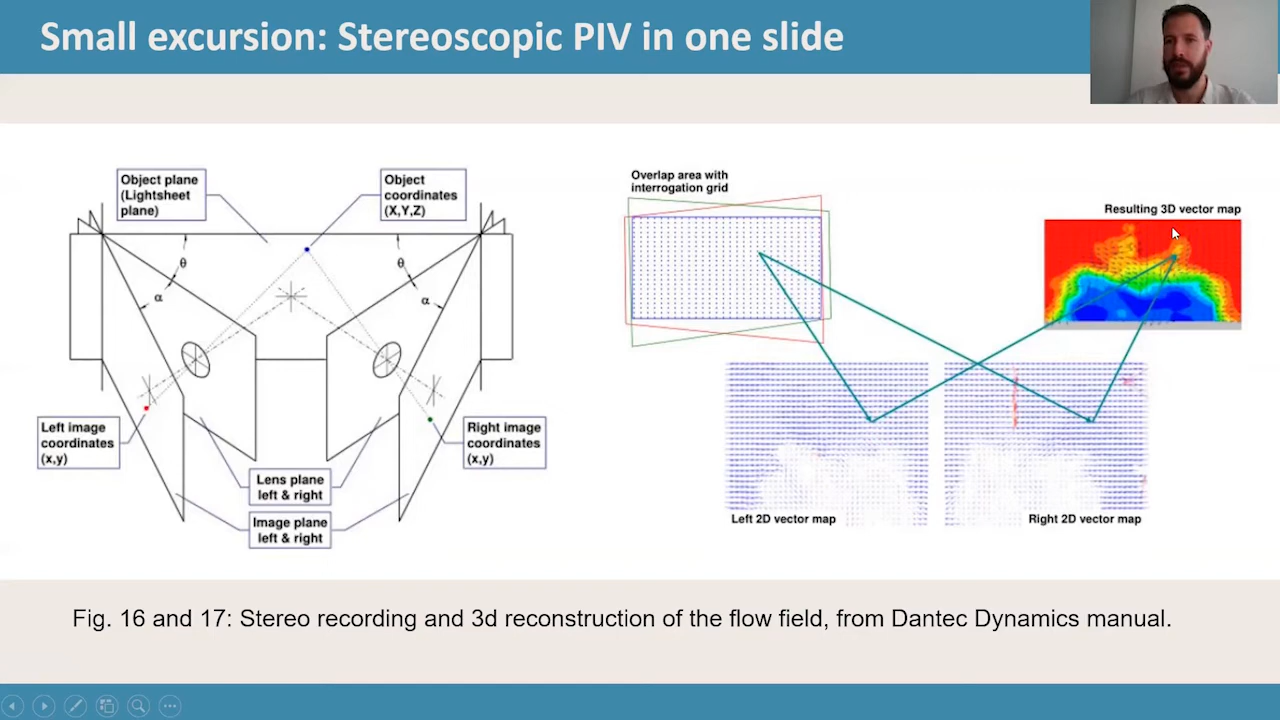 Small excursion: Stereoscopic PIV in one slide
Object plane
(Lightsheet
plane)
Object
coordinates
(X,Y,Z)
θ
θ
α
α
Left image
coordinates
(x,y)
Right image
coordinates
(x,y)
Lens plane
left & right
Image plane
left & right
Overlap area with
interrogation grid
Resulting 3D vector map
Left 2D vector map
Right 2D vector map
Fig. 16 and 17: Stereo recording and 3d reconstruction of the flow field, from Dantec Dynamics manual.